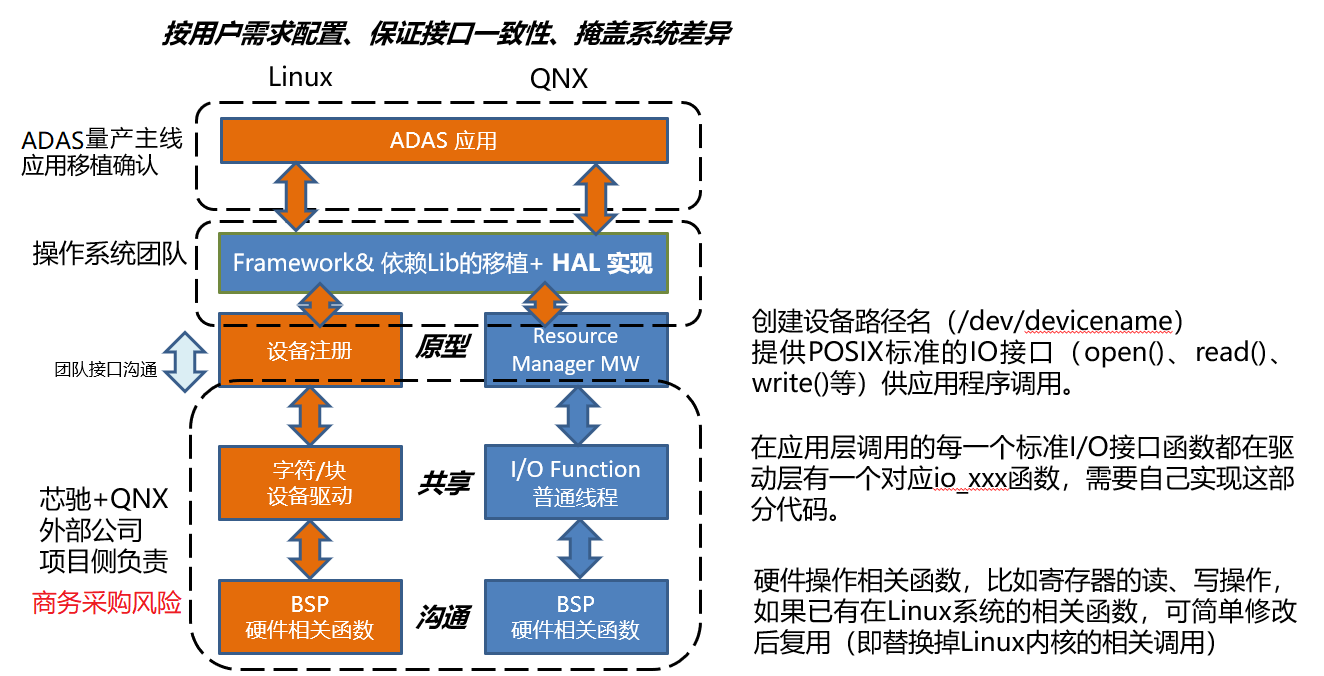 按用户需求配置、保证接口一致性、掩盖系统差异
Linux
QNX
ADAS量产主线
应用移植确认
ADAS 应用
操作系统团队
Framework& 依赖Lib的移植+ HAL 实现
团队接口沟通
设备注册
原型
Resource
Manager MW
创建设备路径名（/dev/devicename）
提供POSIX标准的IO接口（open()、read()、
write()等）供应用程序调用。
字符/块
设备驱动
共享
I/O Function
普通线程
在应用层调用的每一个标准I/O接口函数都在驱
动层有一个对应io_xxx函数，需要自己实现这部
分代码。
芯驰+QNX
外部公司
项目侧负责
商务采购风险
BSP
硬件相关函数
沟通
BSP
硬件相关函数
硬件操作相关函数，比如寄存器的读、写操作，
如果已有在Linux系统的相关函数，可简单修改
后复用（即替换掉Linux内核的相关调用）